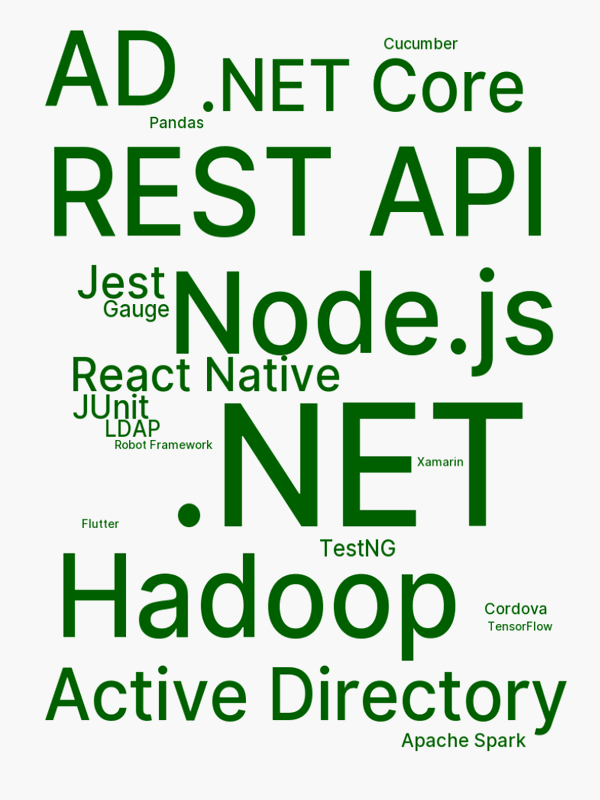 Cucumber
AD .NET Core
Pandas
REST API
Jest
Gauge
Node.js
React Native
JUnit
LDAP
Robot Framework
.NET
Xamarin
Flutter
TestNG
Hadoop
Cordova
TensorFlow
Active Directory
Apache Spark